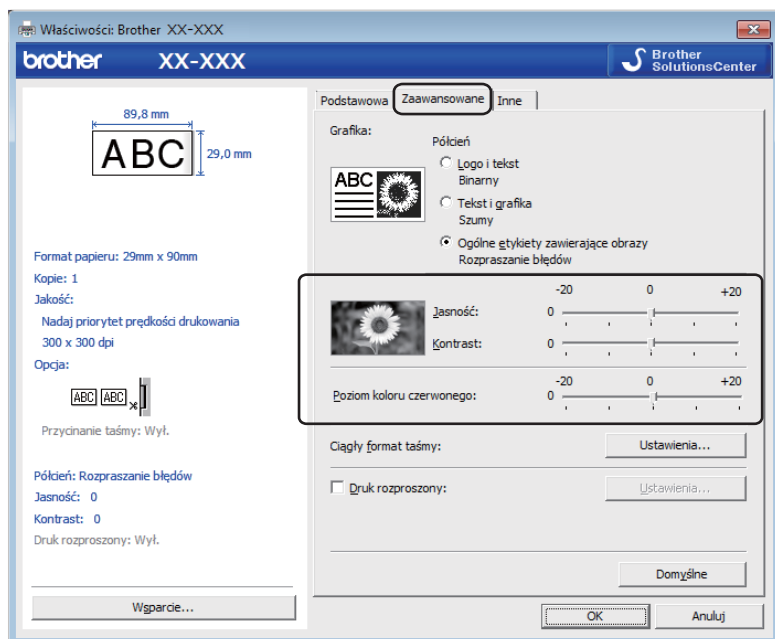 Właściwości: Brother XX-XXX
brother XX-XXX
Brother
SolutionsCenter
89,8 mm
ABC
29,0 mm
Format papieru: 29mm x 90mm
Kopie: 1
Jakość:
Nadaj priorytet prędkości drukowania
300 x 300 dpi
Opcja:
ABC ABC
Przycinanie taśmy: Wył.
Półcień: Rozpraszanie błędów
Jasność: 0
Kontrast: 0
Druk rozproszony: Wył.
Wsparcie...
Podstawowa Zaawansowane Inne
Grafika:
ABC
Półcień
Logo i tekst
Binarny
Tekst i grafika
Szumy
Ogólne etykiety zawierające obrazy
Rozpraszanie błędów
-20 0 +20
Jasność: 0
Kontrast: 0
-20 0 +20
Poziom koloru czerwonego: 0
Ciągły format taśmy: Ustawienia...
Druk rozproszony: Ustawienia...
Domyślne
OK Anuluj